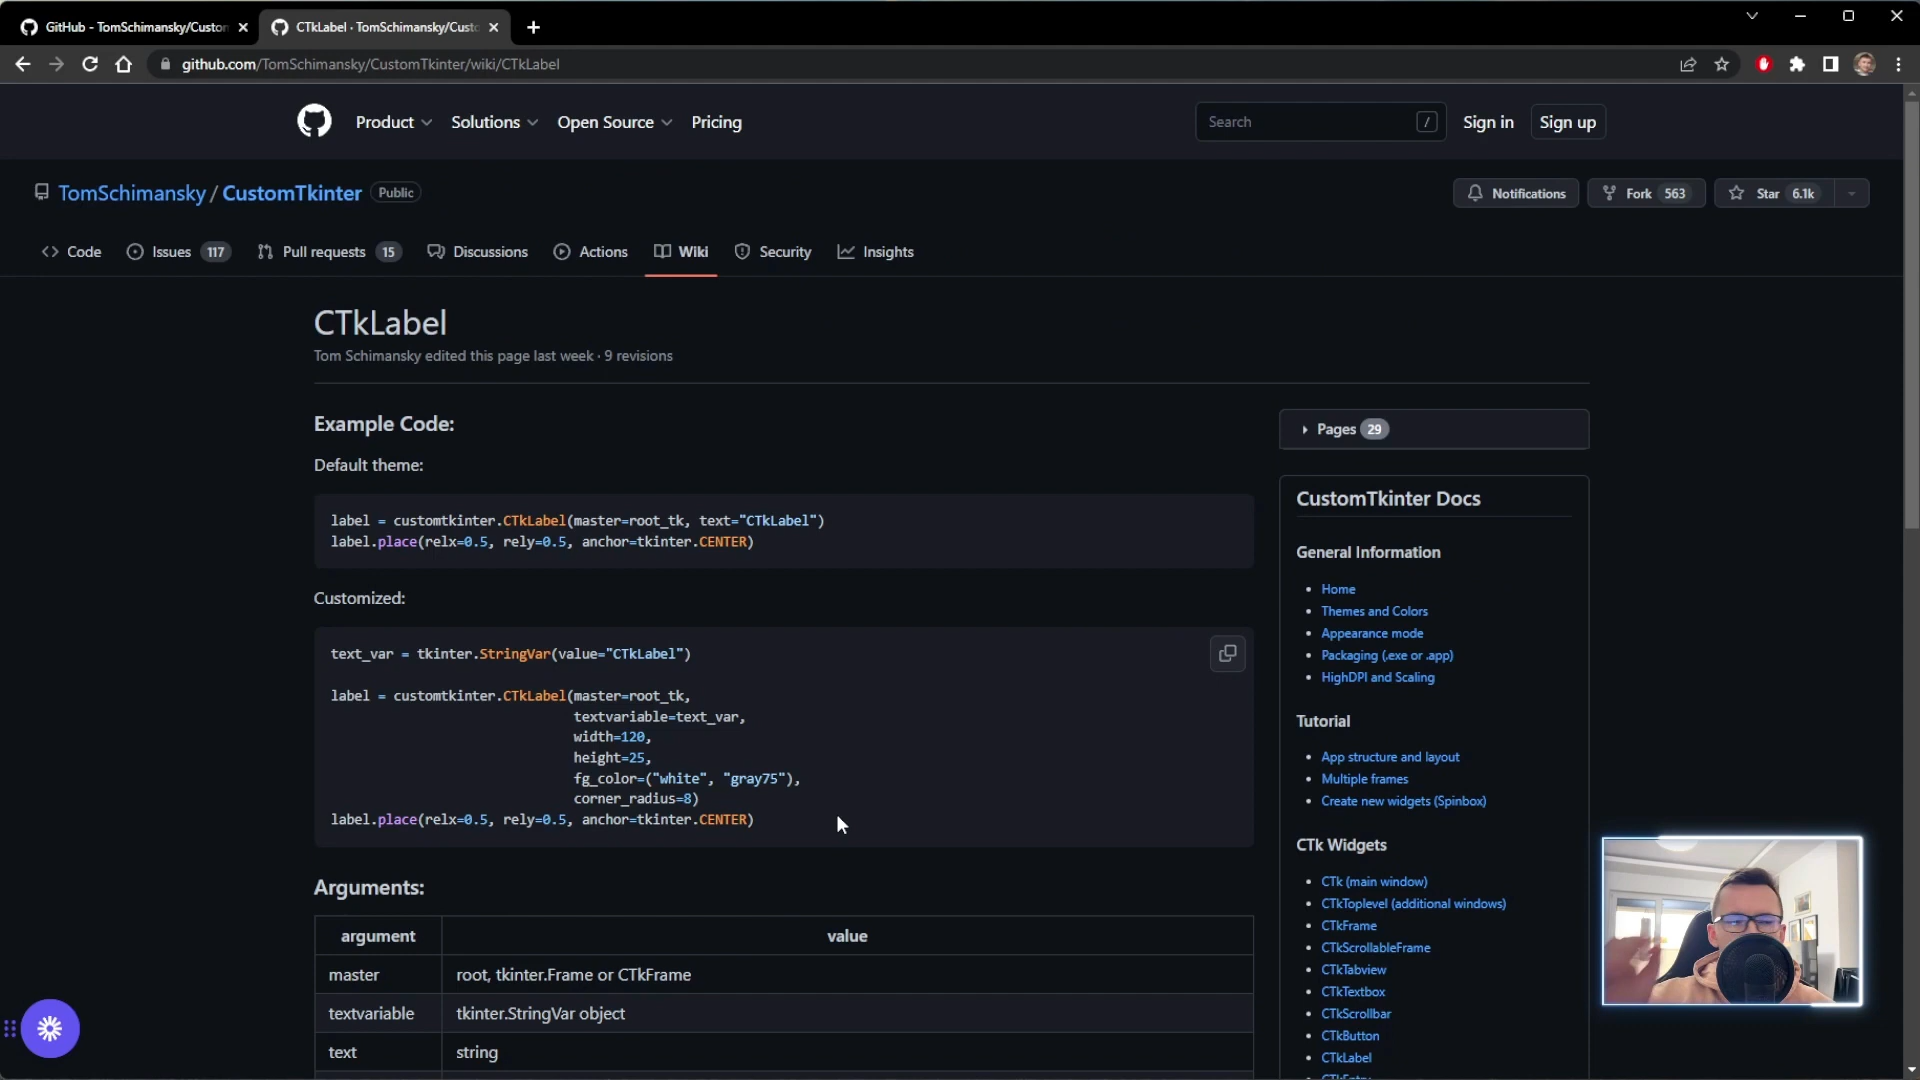 GitHub - TomSchimansky/Custor
CTkLabel · TomSchimansky/Custo
github.com/TomSchimansky/CustomTkinter/wiki/CTkLabel
Product
Solutions
Open Source
Pricing
Search
/
Sign in
Sign up
TomSchimansky / CustomTkinter
Public
Notifications
Fork 563
Star 6.1k
Code
Issues 117
Pull requests 15
Discussions
Actions
Wiki
Security
Insights
CTkLabel
Tom Schimansky edited this page last week · 9 revisions
Example Code:
Default theme:
label = customtkinter.CTkLabel(master=root_tk, text="CTkLabel")
label.place(relx=0.5, rely=0.5, anchor=tkinter.CENTER)
Customized:
text_var = tkinter.StringVar(value="CTkLabel")
label = customtkinter.CTkLabel(master=root_tk,
textvariable=text_var,
width=120,
height=25,
fg_color=("white", "gray75"),
corner_radius=8)
label.place(relx=0.5, rely=0.5, anchor=tkinter.CENTER)
Arguments:
argument value
master root, tkinter.Frame or CTkFrame
textvariable tkinter.StringVar object
text string
Pages 29
CustomTkinter Docs
General Information
Home
Themes and Colors
Appearance mode
Packaging (.exe or .app)
HighDPI and Scaling
Tutorial
App structure and layout
Multiple frames
Create new widgets (Spinbox)
CTk Widgets
CTk (main window)
CTkToplevel (additional windows)
CTkFrame
CTkScrollableFrame
CTkTabview
CTkTextbox
CTkScrollbar
CTkButton
CTkLabel